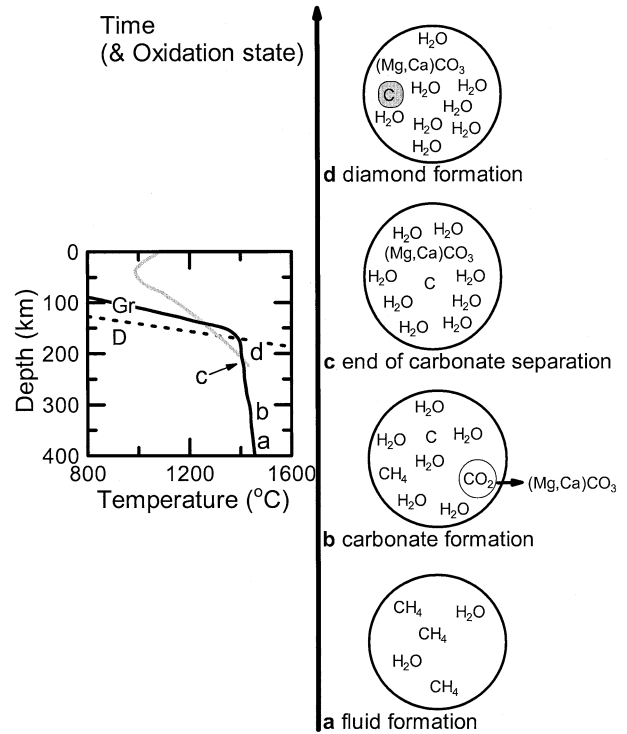 Time
(& Oxidation state)
H₂O
(Mg,Ca)CO₃
C H₂O H₂O
H₂O
H₂O
H₂O H₂O
H₂O
d diamond formation
H₂O H₂O
(Mg,Ca)CO₃
H₂O C H₂O
H₂O H₂O
H₂O H₂O
c end of carbonate separation
0
100
200
300
400
Depth (km)
Gr
D
d
c
b
a
800 1200 1600
Temperature (°C)
H₂O
H₂O C H₂O
CH₄ H₂O
CO₂ (Mg,Ca)CO₃
H₂O H₂O
b carbonate formation
CH₄ H₂O
CH₄
H₂O
CH₄
a fluid formation